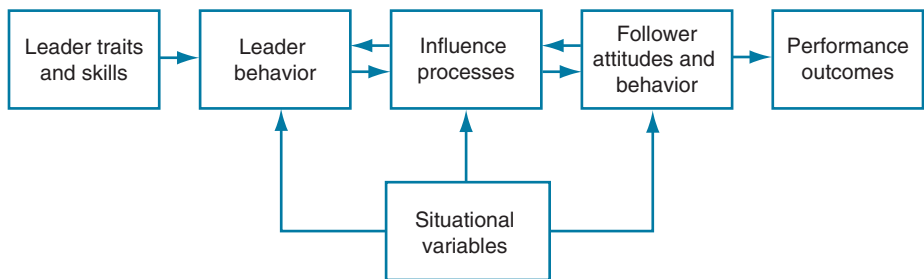 Leader traits
and skills
Leader
behavior
Influence
processes
Follower
attitudes and
behavior
Performance
outcomes
Situational
variables